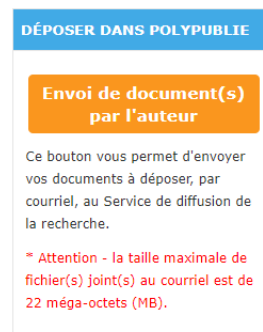 DÉPOSER DANS POLYPUBLIE
Envoi de document(s)
par l'auteur
Ce bouton vous permet d'envoyer
vos documents à déposer, par
courriel, au Service de diffusion de
la recherche.
* Attention - la taille maximale de
fichier(s) joint(s) au courriel est de
22 méga-octets (MB).